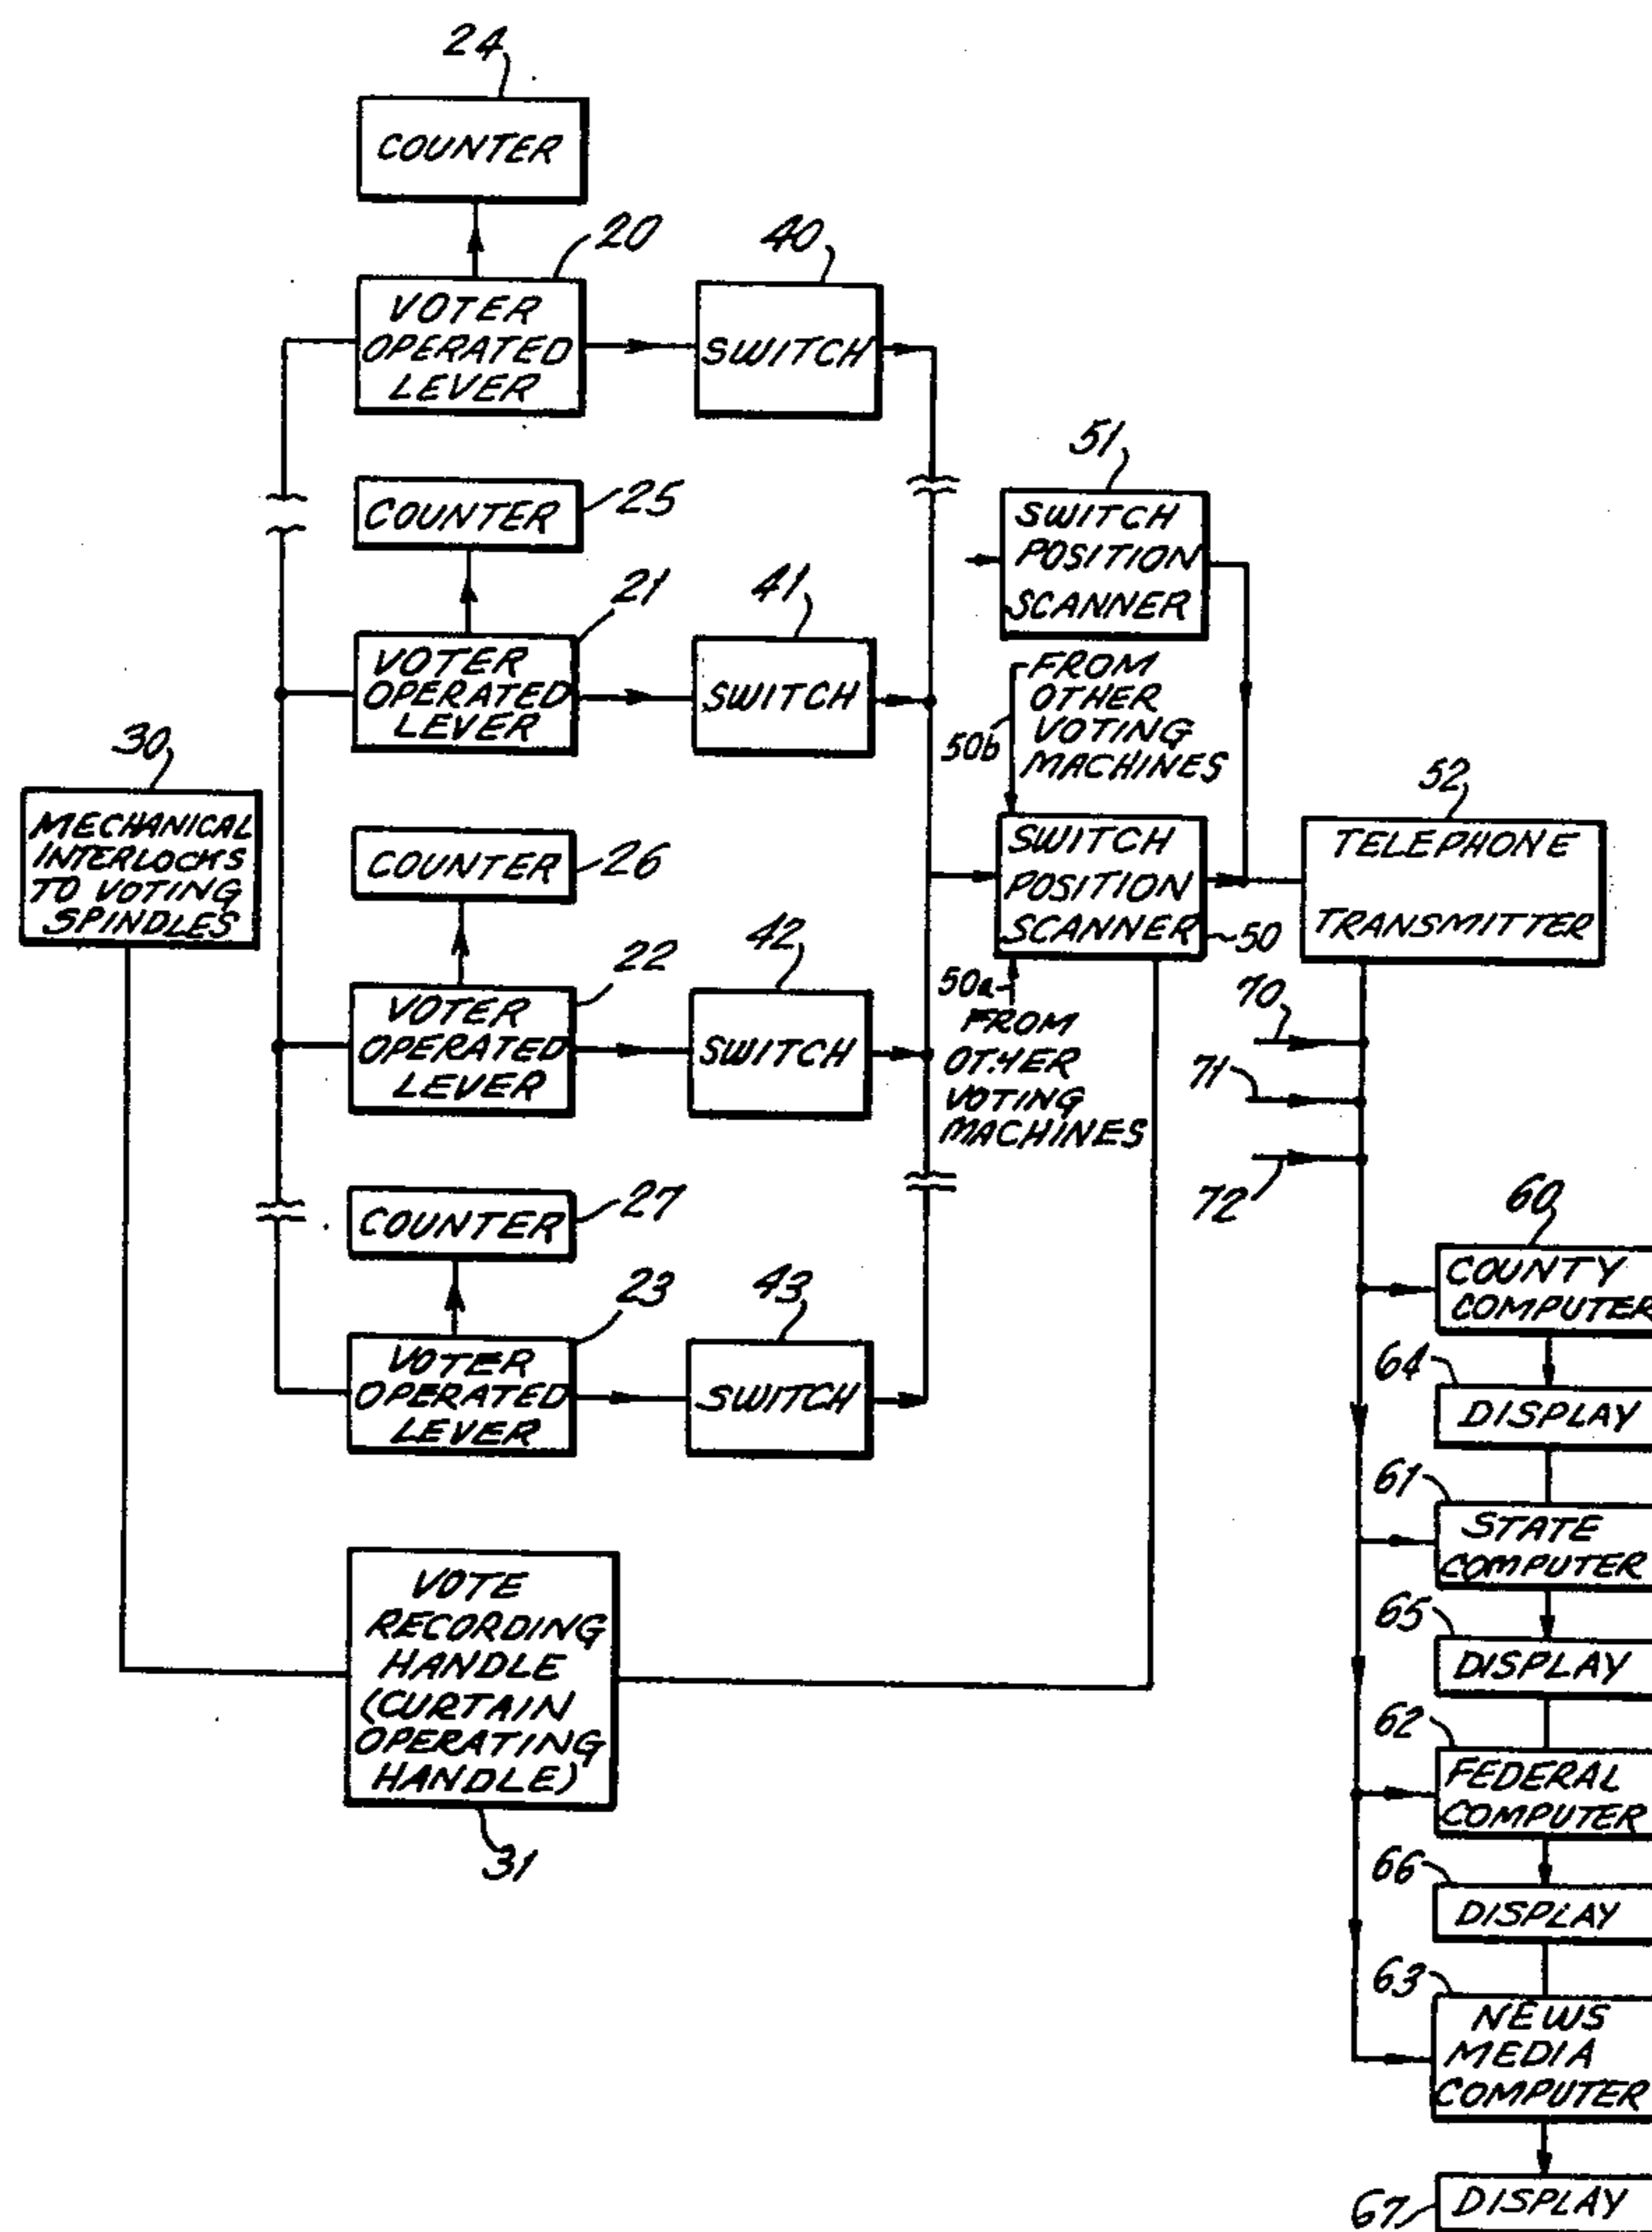 24
COUNTER
20
VOTER
OPERATED
LEVER
40
SWITCH
25
COUNTER
21
VOTER
OPERATED
LEVER
41
SWITCH
51
SWITCH
POSITION
SCANNER
50b
FROM
OTHER
VOTING
MACHINES
30
MECHANICAL
INTERLOCKS
TO VOTING
SPINDLES
26
COUNTER
22
VOTER
OPERATED
LEVER
42
SWITCH
SWITCH
POSITION
SCANNER
50
50a
FROM
OTHER
VOTING
MACHINES
52
TELEPHONE
TRANSMITTER
70
71
72
27
COUNTER
23
VOTER
OPERATED
LEVER
43
SWITCH
31
VOTE
RECORDING
HANDLE
(CURTAIN
OPERATING
HANDLE)
60
COUNTY
COMPUTER
64
DISPLAY
61
STATE
COMPUTER
65
DISPLAY
62
FEDERAL
COMPUTER
66
DISPLAY
63
NEWS
MEDIA
COMPUTER
67
DISPLAY